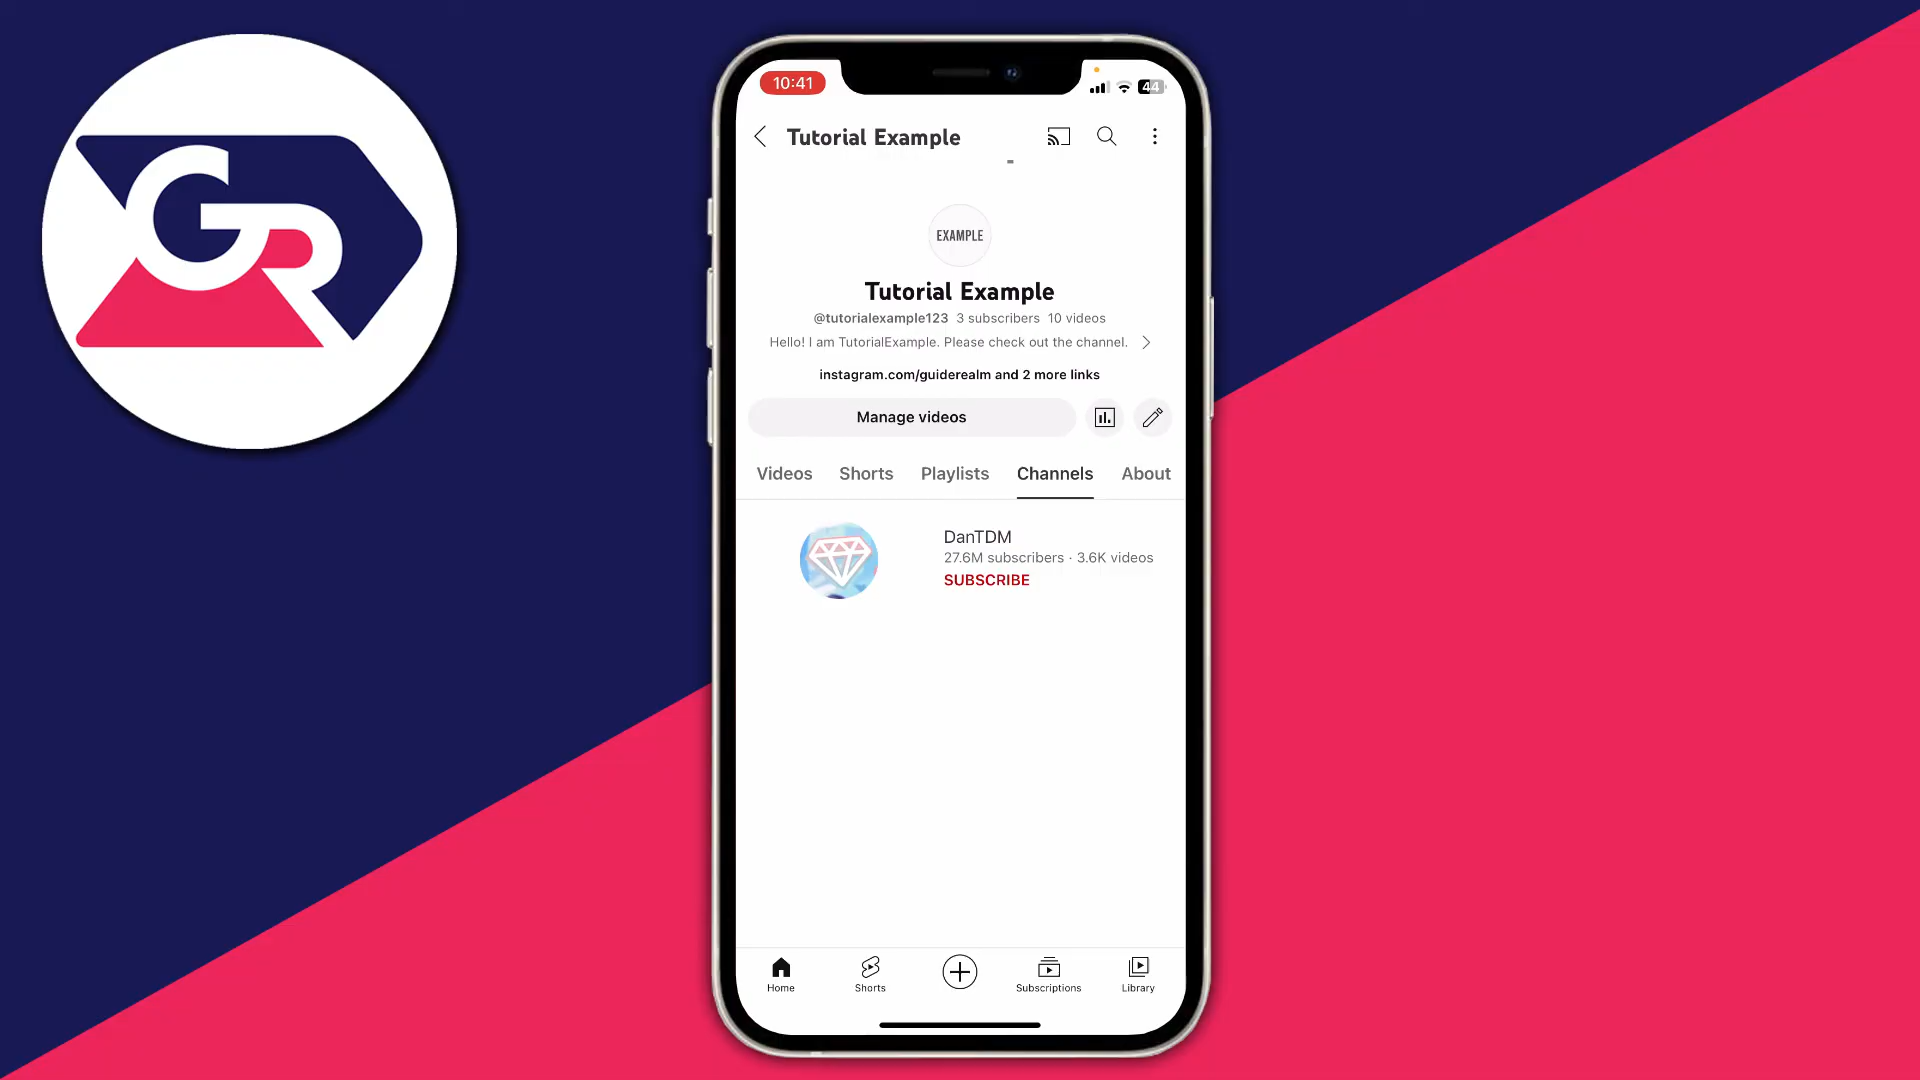 GR
10:41
44
Tutorial Example
EXAMPLE
Tutorial Example
@tutorialexample123 3 subscribers 10 videos
Hello! I am TutorialExample. Please check out the channel.
instagram.com/guiderealm and 2 more links
Manage videos
Videos Shorts Playlists Channels About
DanTDM
27.6M subscribers · 3.6K videos
SUBSCRIBE
Home Shorts Subscriptions Library